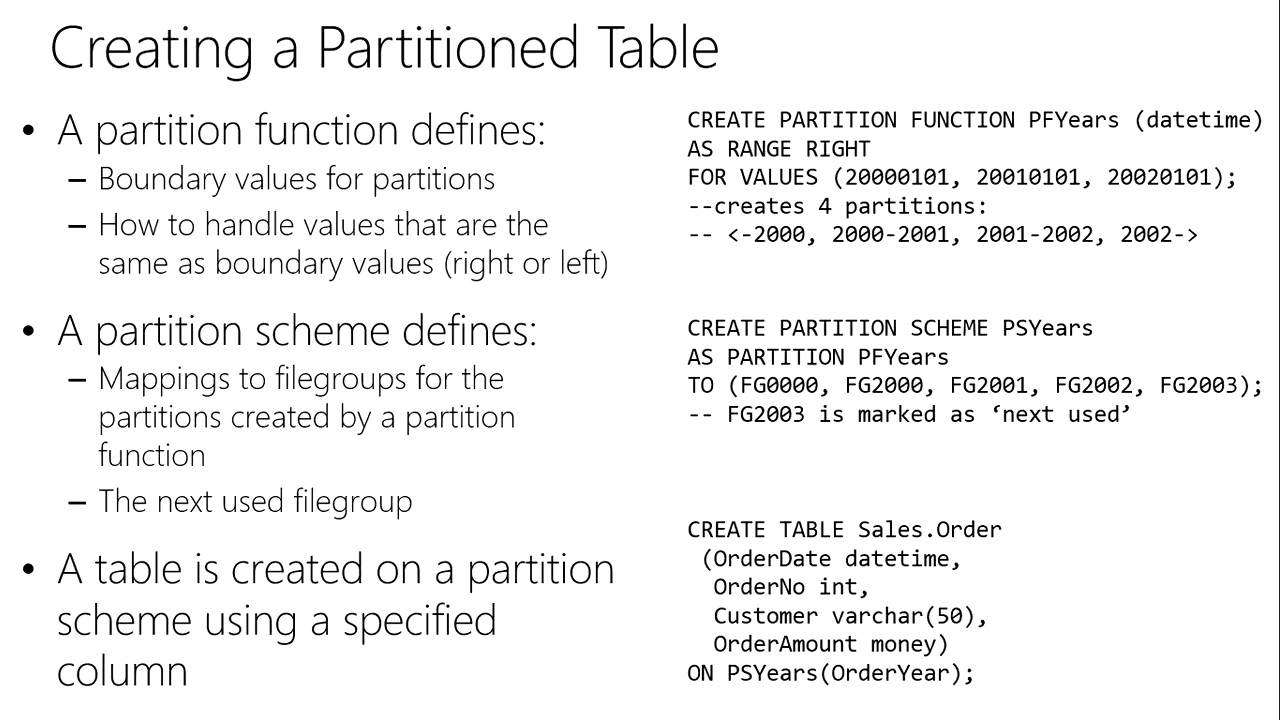 Creating a Partitioned Table
• A partition function defines:
– Boundary values for partitions
– How to handle values that are the
same as boundary values (right or left)
• A partition scheme defines:
– Mappings to filegroups for the
partitions created by a partition
function
– The next used filegroup
• A table is created on a partition
scheme using a specified
column
CREATE PARTITION FUNCTION PFYears (datetime)
AS RANGE RIGHT
FOR VALUES (20000101, 20010101, 20020101);
--creates 4 partitions:
-- <-2000, 2000-2001, 2001-2002, 2002->
CREATE PARTITION SCHEME PSYears
AS PARTITION PFYears
TO (FG0000, FG2000, FG2001, FG2002, FG2003);
-- FG2003 is marked as ‘next used’
CREATE TABLE Sales.Order
(OrderDate datetime,
OrderNo int,
Customer varchar(50),
OrderAmount money)
ON PSYears(OrderYear);